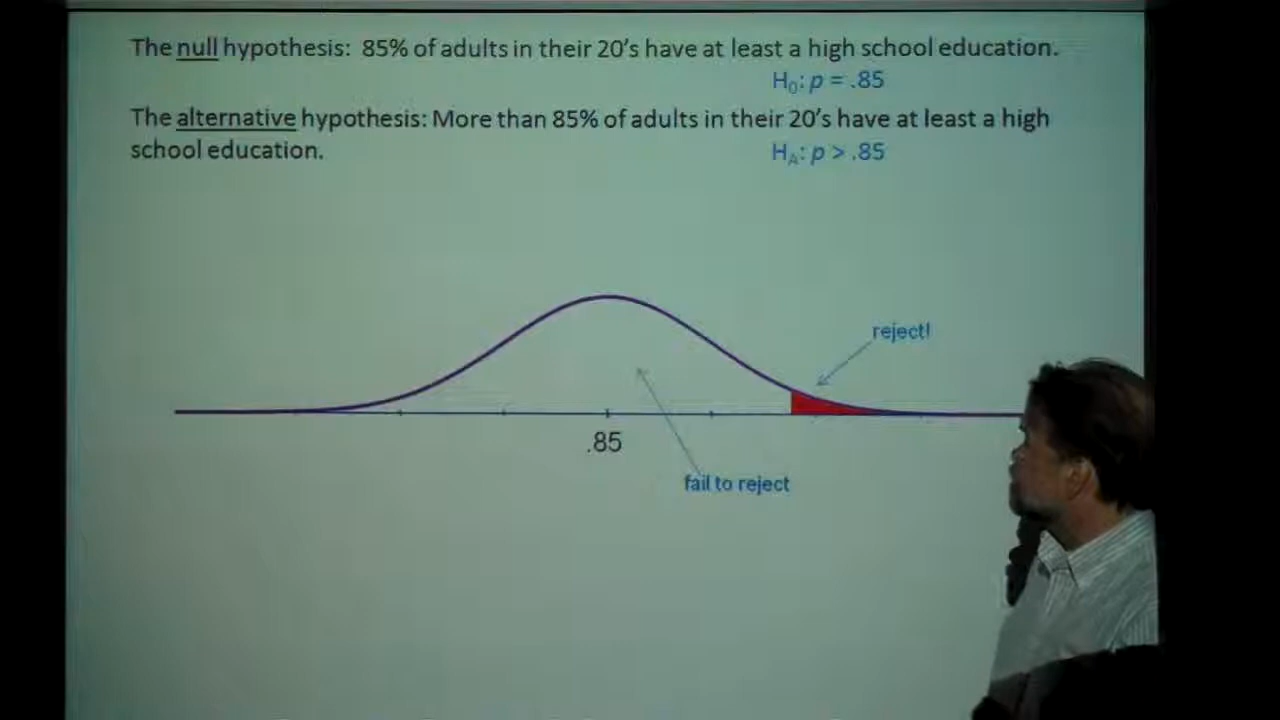 The null hypothesis: 85% of adults in their 20's have at least a high school education.
H₀: p = .85
The alternative hypothesis: More than 85% of adults in their 20's have at least a high
school education.
H_A: p > .85
reject!
.85
fail to reject